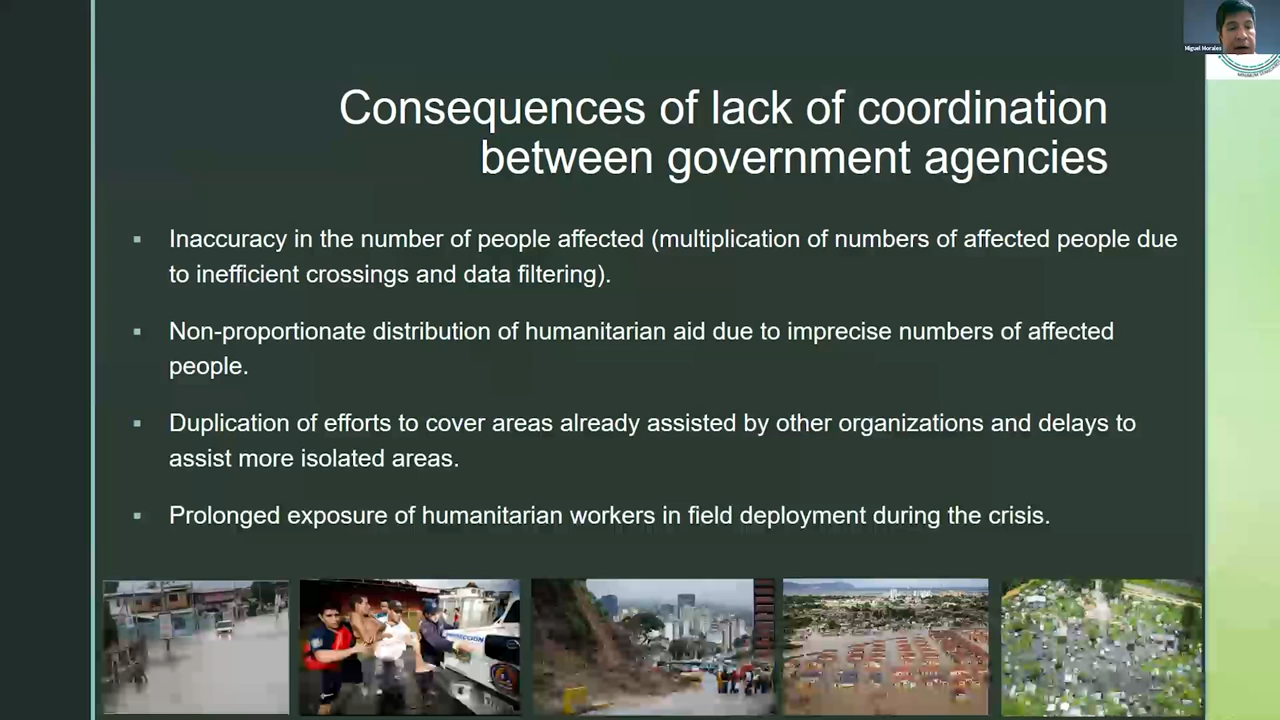 Miguel Morales
Consequences of lack of coordination
between government agencies
▪ Inaccuracy in the number of people affected (multiplication of numbers of affected people due
to inefficient crossings and data filtering).
▪ Non-proportionate distribution of humanitarian aid due to imprecise numbers of affected
people.
▪ Duplication of efforts to cover areas already assisted by other organizations and delays to
assist more isolated areas.
▪ Prolonged exposure of humanitarian workers in field deployment during the crisis.